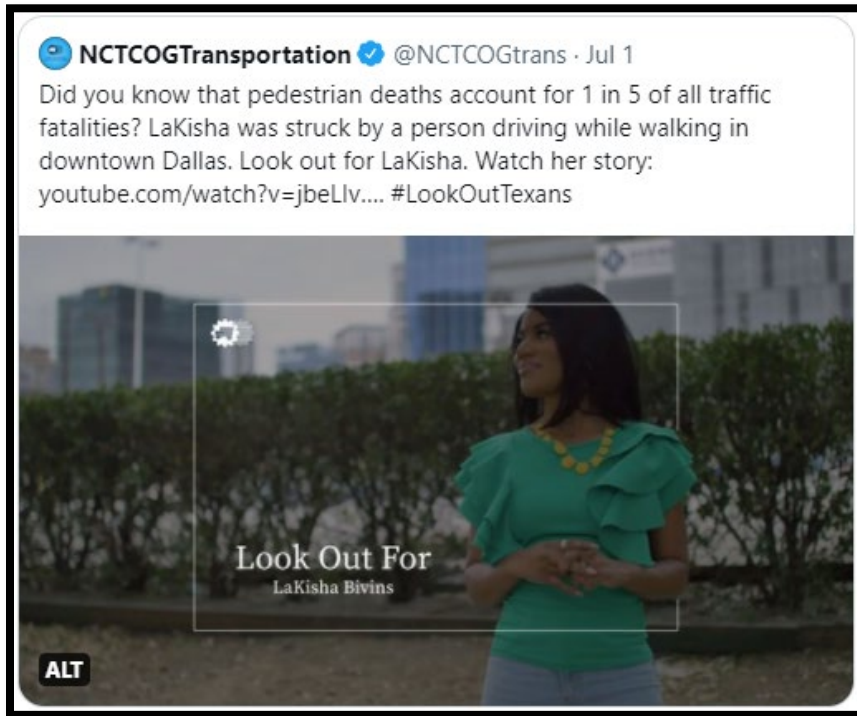 NCTCOGTransportation @NCTCOGtrans · Jul 1
Did you know that pedestrian deaths account for 1 in 5 of all traffic
fatalities? LaKisha was struck by a person driving while walking in
downtown Dallas. Look out for LaKisha. Watch her story:
youtube.com/watch?v=jbeLlv.... #LookOutTexans
Look Out For
LaKisha Bivins
ALT